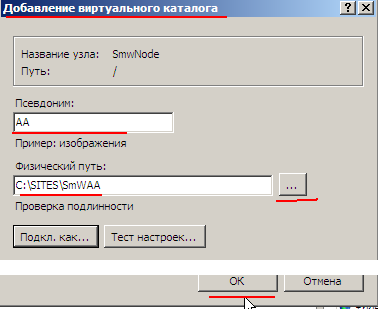 Добавление виртуального каталога
Название узла: SmwNode
Путь: /
Псевдоним:
AA
Пример: изображения
Физический путь:
C:\SITES\SmWAA
...
Проверка подлинности
Подкл. как... Тест настроек...
OK Отмена